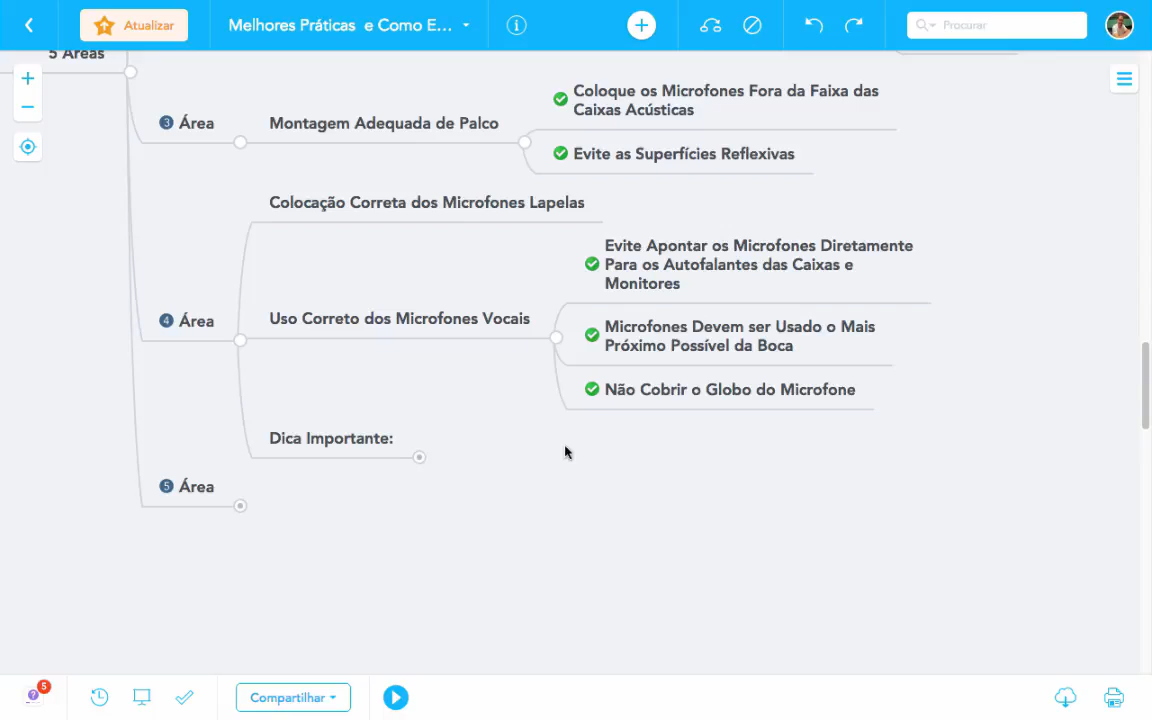 Atualizar
Melhores Práticas e Como E...
Procurar
5 Áreas
3 Área
Montagem Adequada de Palco
Coloque os Microfones Fora da Faixa das
Caixas Acústicas
Evite as Superfícies Reflexivas
Colocação Correta dos Microfones Lapelas
4 Área
Uso Correto dos Microfones Vocais
Evite Apontar os Microfones Diretamente
Para os Autofalantes das Caixas e
Monitores
Microfones Devem ser Usado o Mais
Próximo Possível da Boca
Não Cobrir o Globo do Microfone
Dica Importante:
5 Área
5
Compartilhar